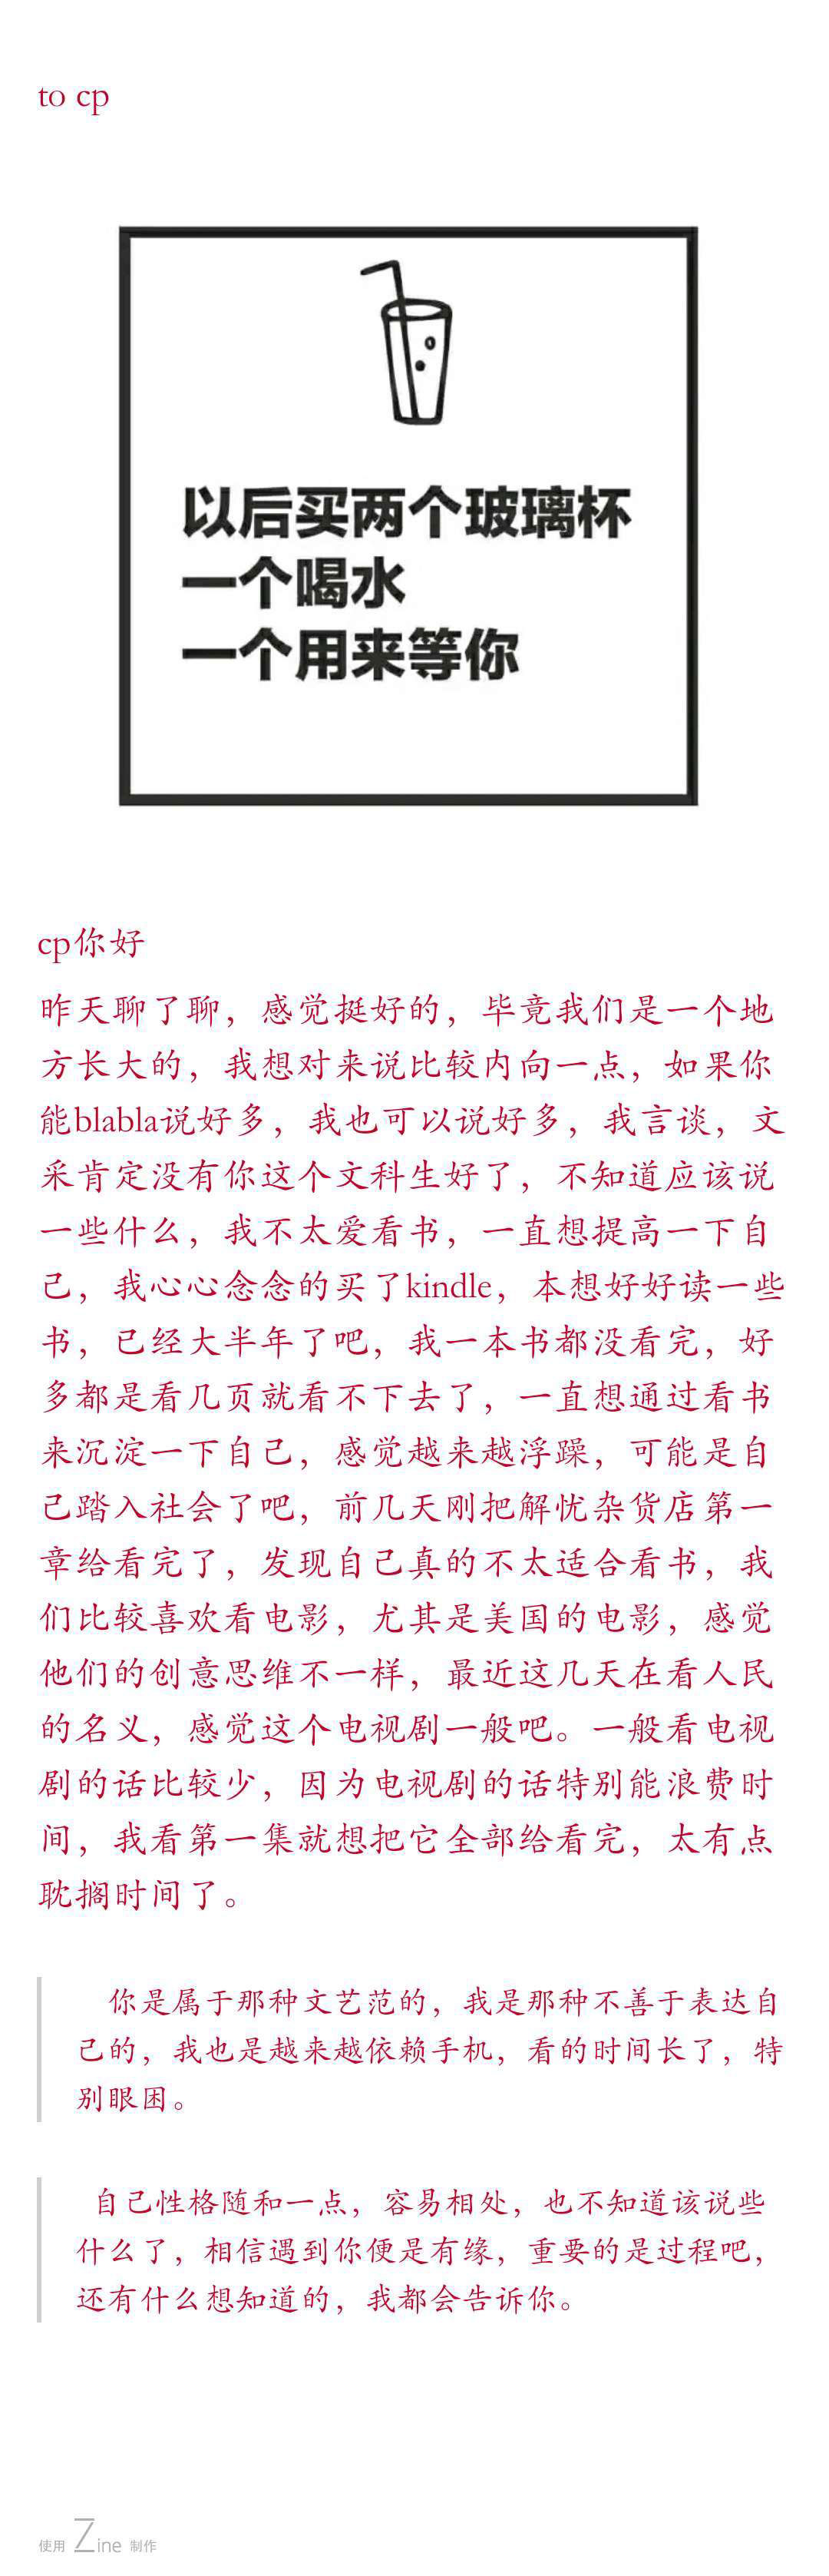 to cp
以后买两个玻璃杯
一个喝水
一个用来等你
cp你好
昨天聊了聊，感觉挺好的，毕竟我们是一个地
方长大的，我想对来说比较内向一点，如果你
能blabla说好多，我也可以说好多，我言谈，文
采肯定没有你这个文科生好了，不知道应该说
一些什么，我不太爱看书，一直想提高一下自
己，我心心念念的买了kindle，本想好好读一些
书，已经大半年了吧，我一本书都没看完，好
多都是看几页就看不下去了，一直想通过看书
来沉淀一下自己，感觉越来越浮躁，可能是自
己踏入社会了吧，前几天刚把解忧杂货店第一
章给看完了，发现自己真的不太适合看书，我
们比较喜欢看电影，尤其是美国的电影，感觉
他们的创意思维不一样，最近这几天在看人民
的名义，感觉这个电视剧一般吧。一般看电视
剧的话比较少，因为电视剧的话特别能浪费时
间，我看第一集就想把它全部给看完，太有点
耽搁时间了。
你是属于那种文艺范的，我是那种不善于表达自
己的，我也是越来越依赖手机，看的时间长了，特
别眼困。
自己性格随和一点，容易相处，也不知道该说些
什么了，相信遇到你便是有缘，重要的是过程吧，
还有什么想知道的，我都会告诉你。
使用 Zine 制作